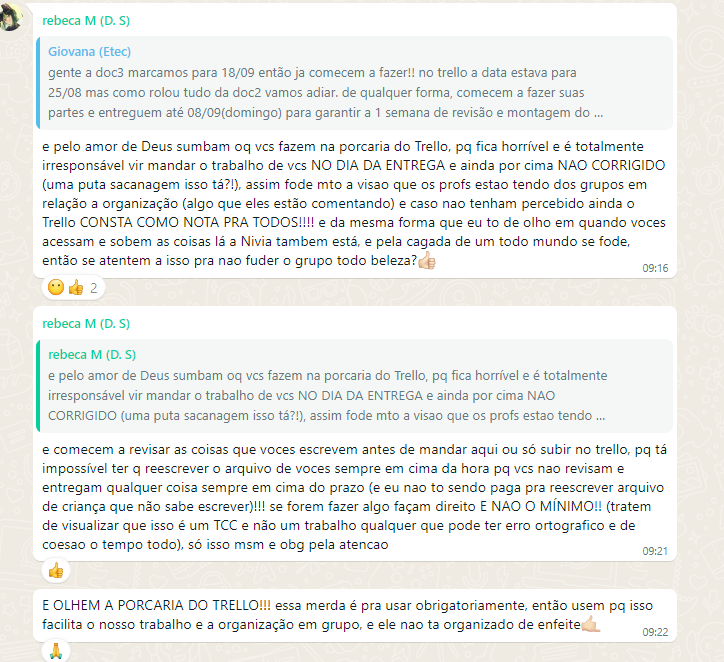 rebeca M (D. S)
Giovana (Etec)
gente a doc3 marcamos para 18/09 então ja comecem a fazer!! no trello a data estava para
25/08 mas como rolou tudo da doc2 vamos adiar. de qualquer forma, comecem a fazer suas
partes e entreguem até 08/09(domingo) para garantir a 1 semana de revisão e montagem do ...
e pelo amor de Deus sumbam oq vcs fazem na porcaria do Trello, pq fica horrível e é totalmente
irresponsável vir mandar o trabalho de vcs NO DIA DA ENTREGA e ainda por cima NAO CORRIGIDO
(uma puta sacanagem isso tá?!), assim fode mto a visao que os profs estao tendo dos grupos em
relação a organização (algo que eles estão comentando) e caso nao tenham percebido ainda o
Trello CONSTA COMO NOTA PRA TODOS!!!! e da mesma forma que eu to de olho em quando voces
acessam e sobem as coisas lá a Nivia tambem está, e pela cagada de um todo mundo se fode,
então se atentem a isso pra nao fuder o grupo todo beleza?👍🏻
09:16
😶👍 2
rebeca M (D. S)
rebeca M (D. S)
e pelo amor de Deus sumbam oq vcs fazem na porcaria do Trello, pq fica horrível e é totalmente
irresponsável vir mandar o trabalho de vcs NO DIA DA ENTREGA e ainda por cima NAO
CORRIGIDO (uma puta sacanagem isso tá?!), assim fode mto a visao que os profs estao tendo ...
e comecem a revisar as coisas que voces escrevem antes de mandar aqui ou só subir no trello, pq tá
impossível ter q reescrever o arquivo de voces sempre em cima da hora pq vcs nao revisam e
entregam qualquer coisa sempre em cima do prazo (e eu nao to sendo paga pra reescrever arquivo
de criança que não sabe escrever)!!! se forem fazer algo façam direito E NAO O MÍNIMO!! (tratem
de visualizar que isso é um TCC e não um trabalho qualquer que pode ter erro ortografico e de
coesao o tempo todo), só isso msm e obg pela atencao
09:21
👍
E OLHEM A PORCARIA DO TRELLO!!! essa merda é pra usar obrigatoriamente, então usem pq isso
facilita o nosso trabalho e a organização em grupo, e ele nao ta organizado de enfeite🤙🏻
09:22
🙏